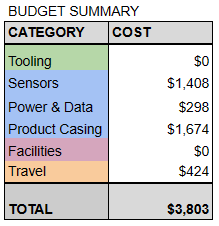 BUDGET SUMMARY
CATEGORY COST
Tooling $0
Sensors $1,408
Power & Data $298
Product Casing $1,674
Facilities $0
Travel $424
TOTAL $3,803